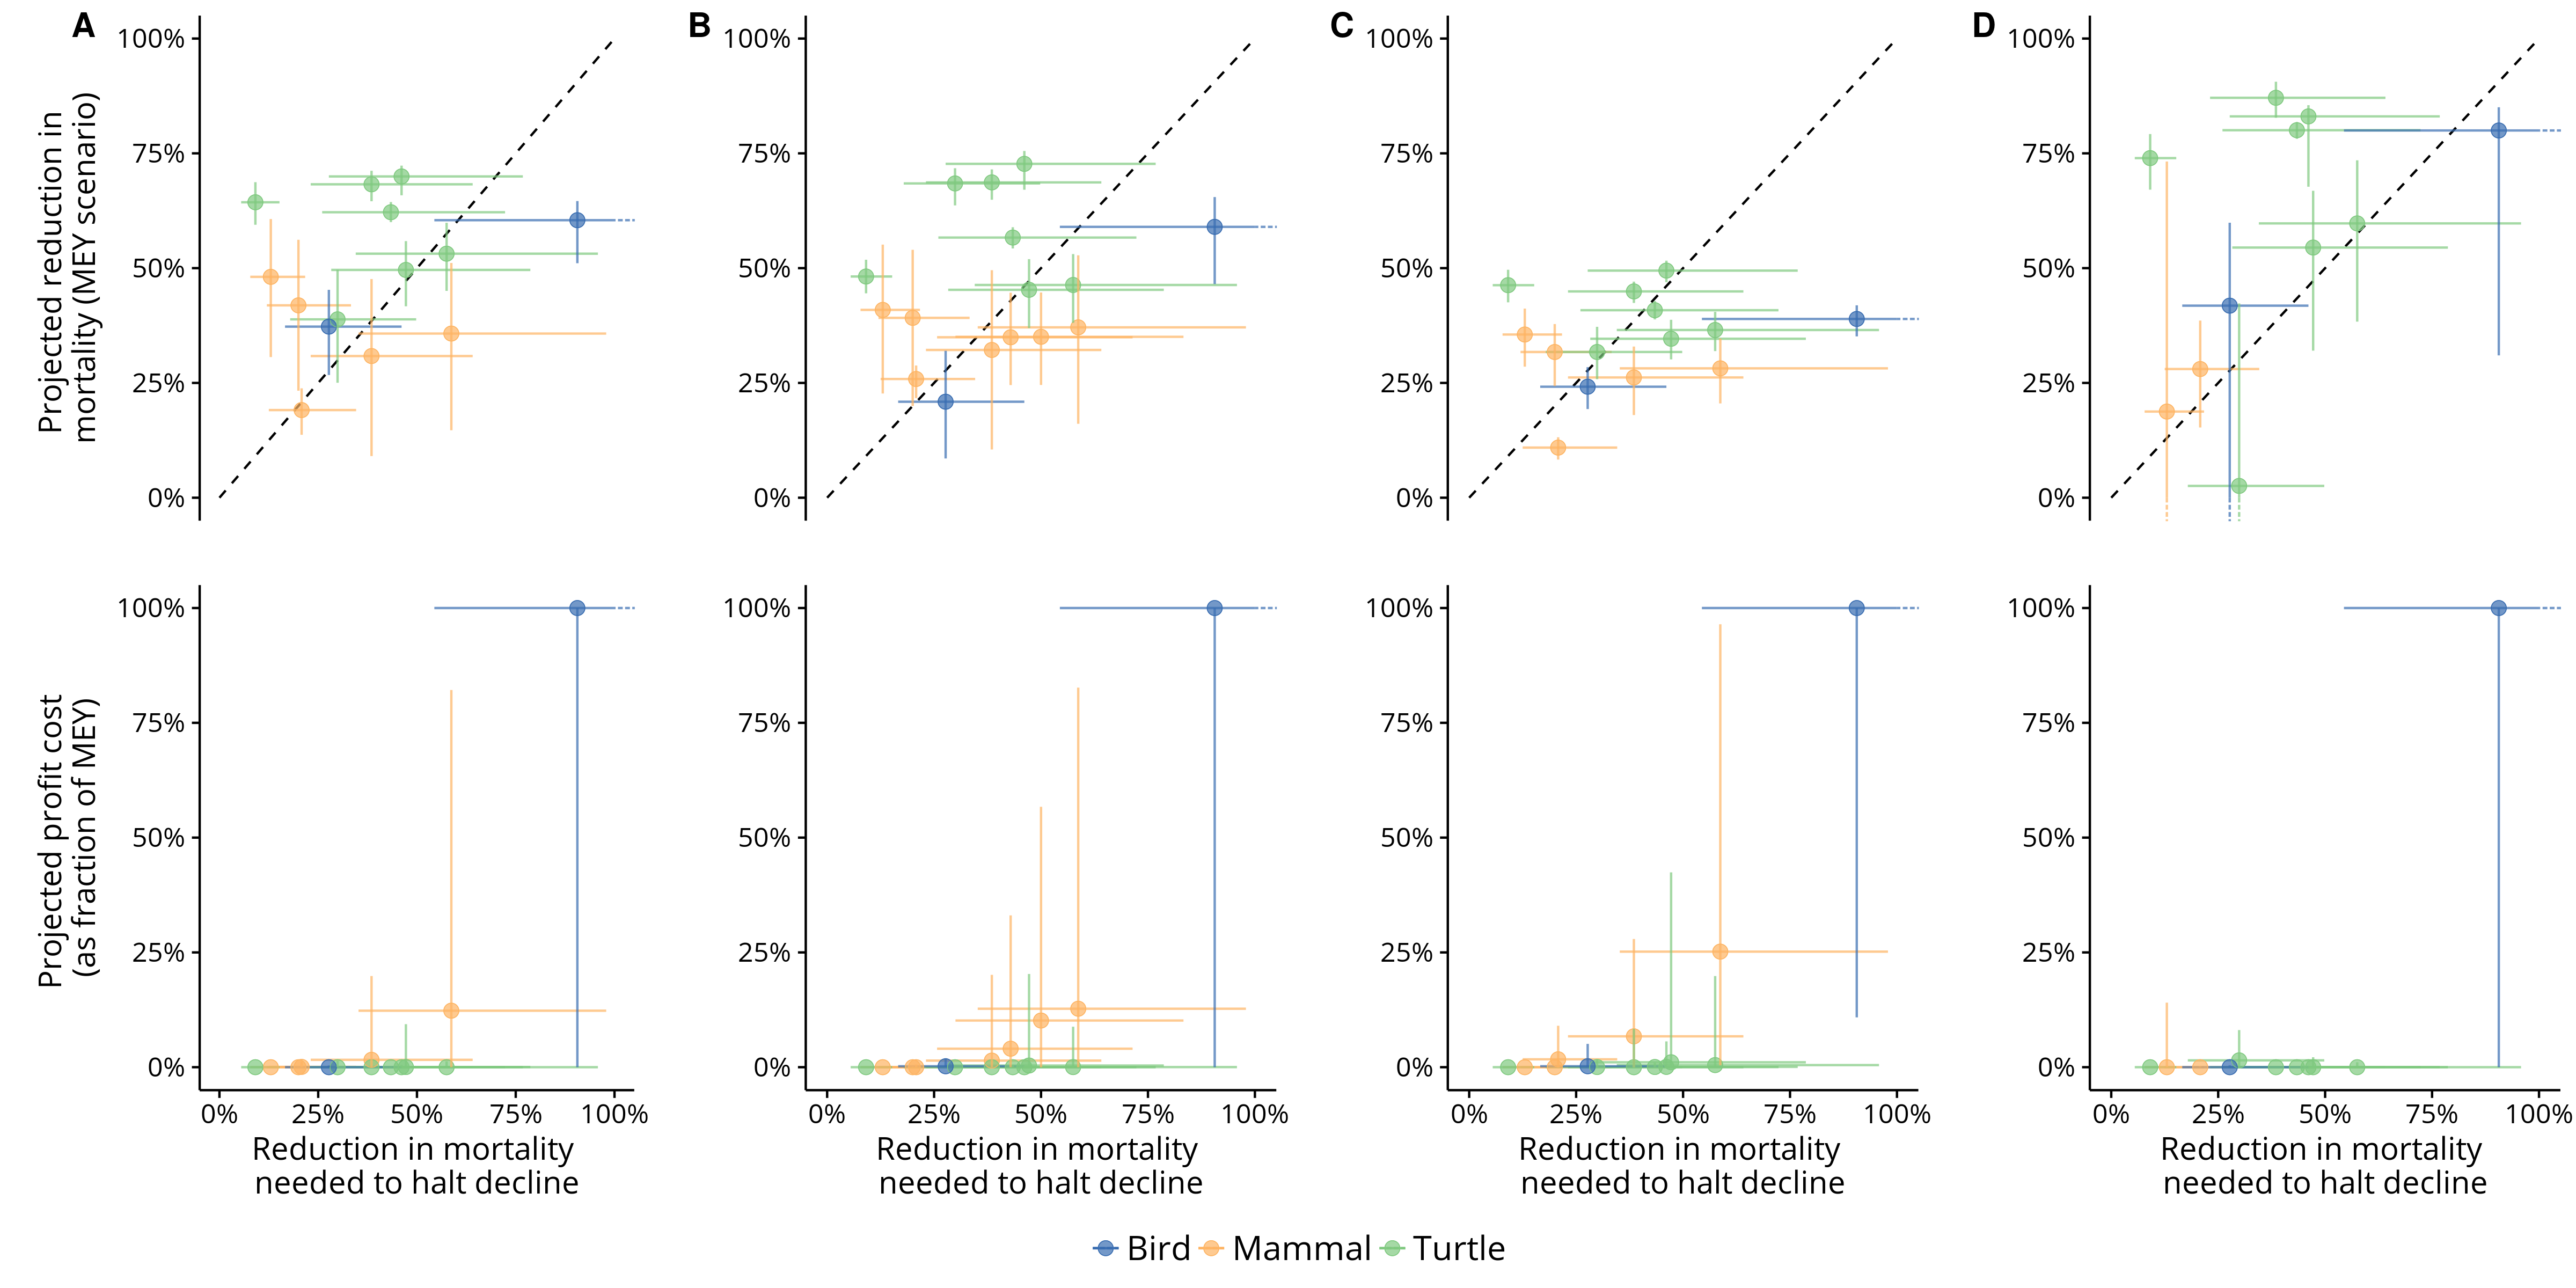 A
B
C
D
Projected reduction in
mortality (MEY scenario)
100%
75%
50%
25%
0%
100%
75%
50%
25%
0%
100%
75%
50%
25%
0%
100%
75%
50%
25%
0%
Projected profit cost
(as fraction of MEY)
100%
75%
50%
25%
0%
100%
75%
50%
25%
0%
100%
75%
50%
25%
0%
100%
75%
50%
25%
0%
0% 25% 50% 75% 100%
0% 25% 50% 75% 100%
0% 25% 50% 75% 100%
0% 25% 50% 75% 100%
Reduction in mortality
needed to halt decline
Reduction in mortality
needed to halt decline
Reduction in mortality
needed to halt decline
Reduction in mortality
needed to halt decline
Bird Mammal Turtle